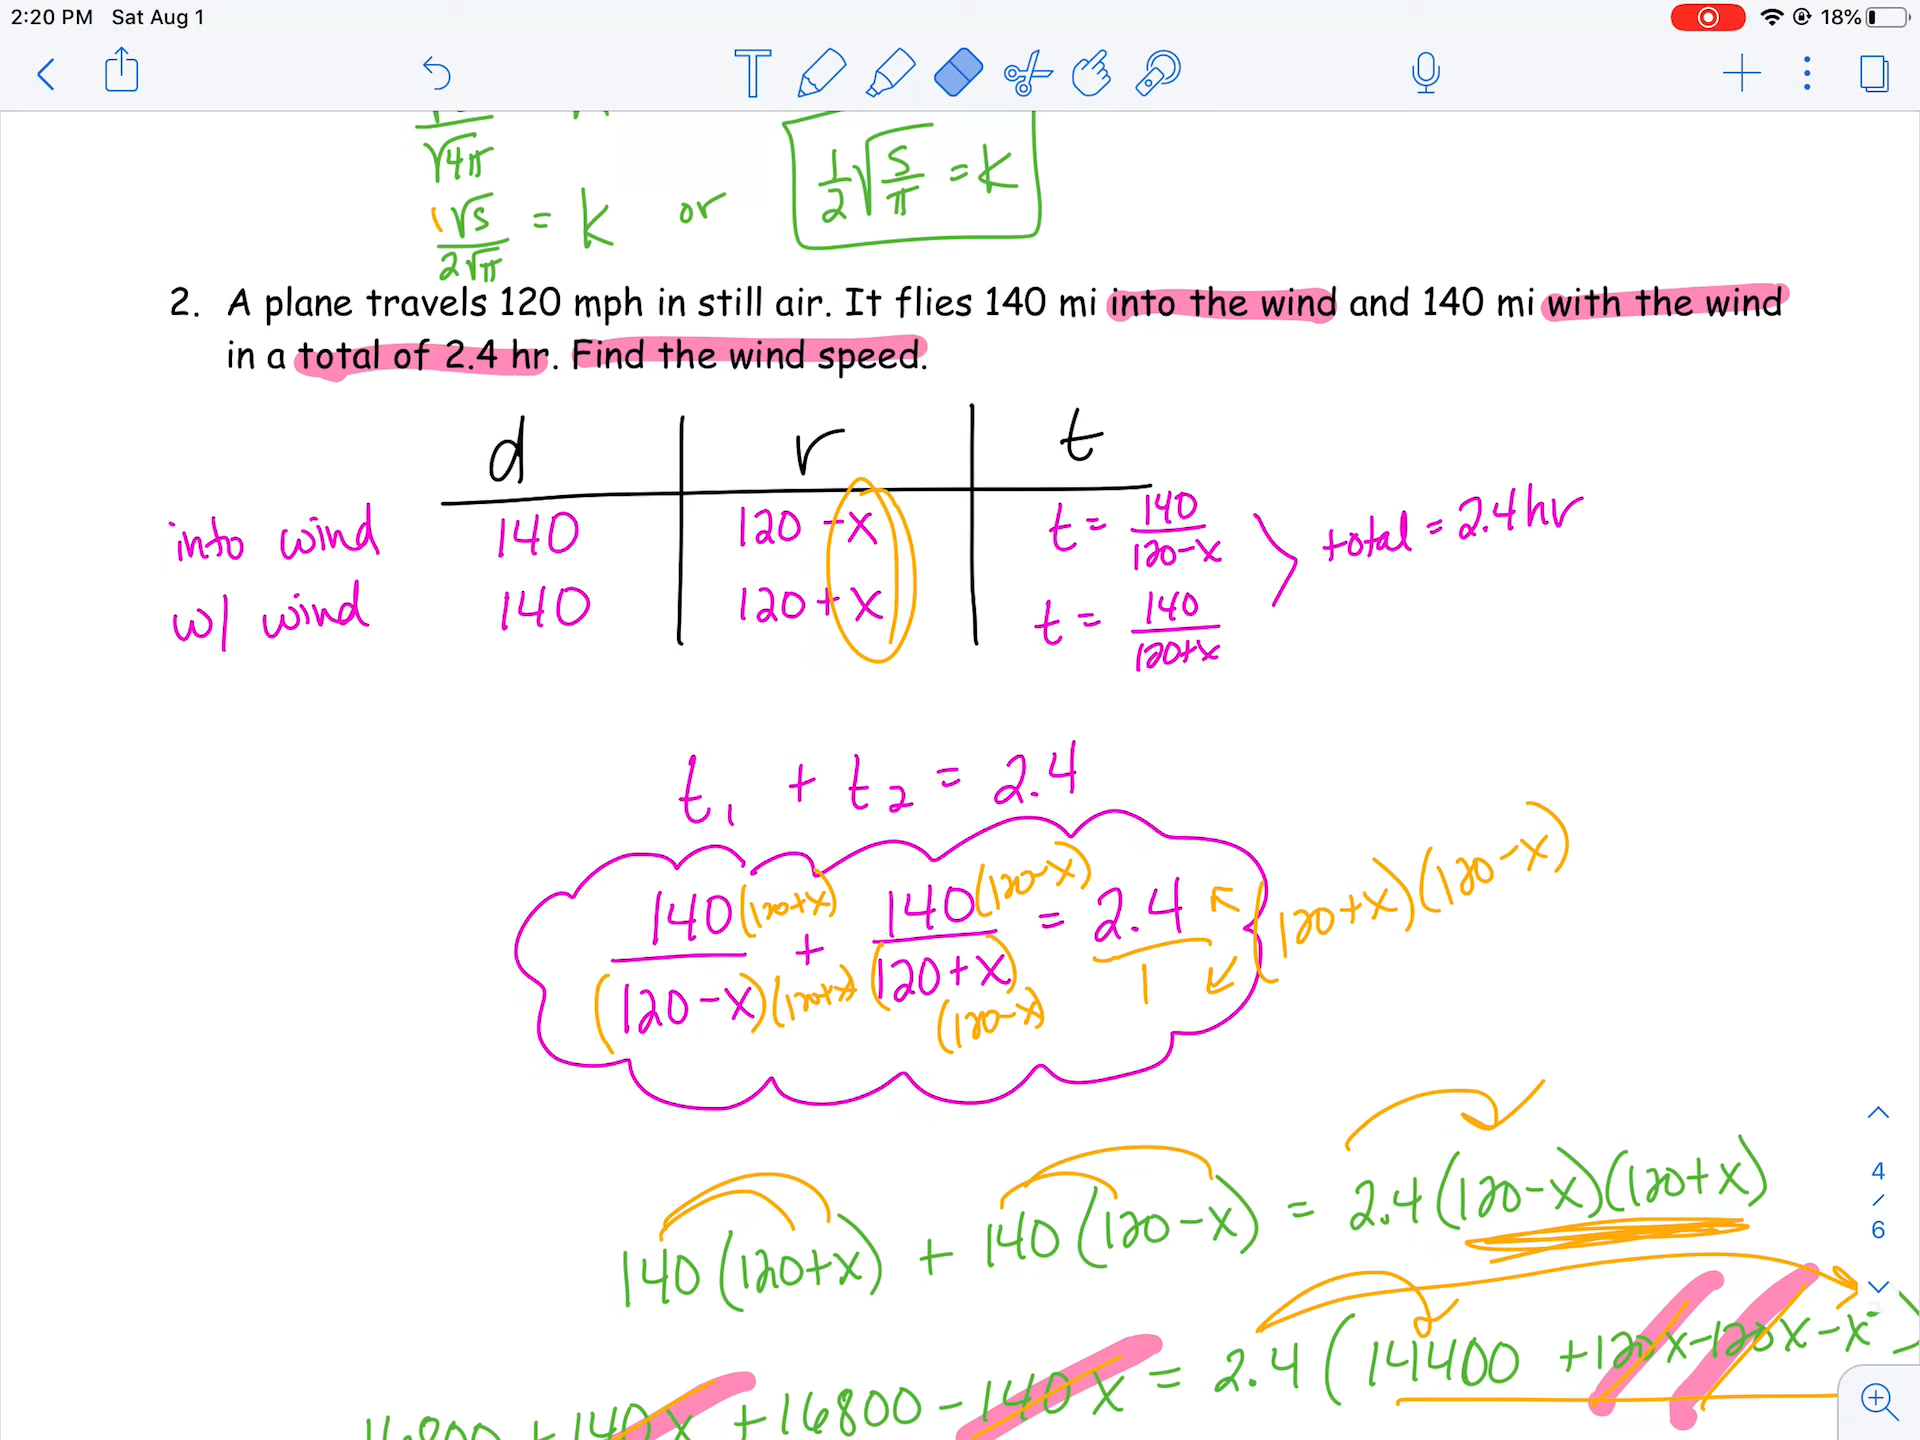 2:20 PM Sat Aug 1 18%
T
√4π
1√S / 2√π = k or 1/2 √(S/π) = k
2. A plane travels 120 mph in still air. It flies 140 mi into the wind and 140 mi with the wind
in a total of 2.4 hr. Find the wind speed.
d r t
into wind 140 120 - x t = 140/(120-x)
total = 2.4 hr
w/ wind 140 120 + x t = 140/(120+x)
t₁ + t₂ = 2.4
140(120+x)/(120-x)(120+x) + 140(120-x)/(120+x)(120-x) = 2.4/1 (120+x)(120-x)
140(120+x) + 140(120-x) = 2.4(120-x)(120+x)
16800 + 140x + 16800 - 140x = 2.4(14400 + 120x - 120x - x²)
4
/
6